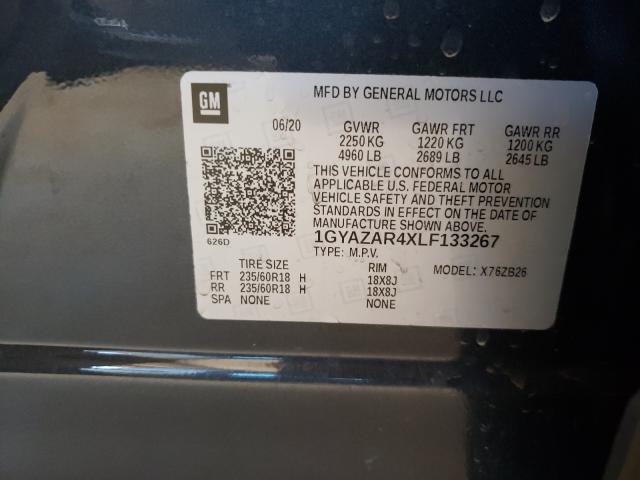 GM
MFD BY GENERAL MOTORS LLC
06/20 GVWR GAWR FRT GAWR RR
2250 KG 1220 KG 1200 KG
4960 LB 2689 LB 2645 LB
THIS VEHICLE CONFORMS TO ALL
APPLICABLE U.S. FEDERAL MOTOR
VEHICLE SAFETY AND THEFT PREVENTION
STANDARDS IN EFFECT ON THE DATE OF
MANUFACTURE SHOWN ABOVE.
626D
1GYAZAR4XLF133267
TYPE: M.P.V.
TIRE SIZE RIM MODEL: X76ZB26
FRT 235/60R18 H 18X8J
RR 235/60R18 H 18X8J
SPA NONE NONE